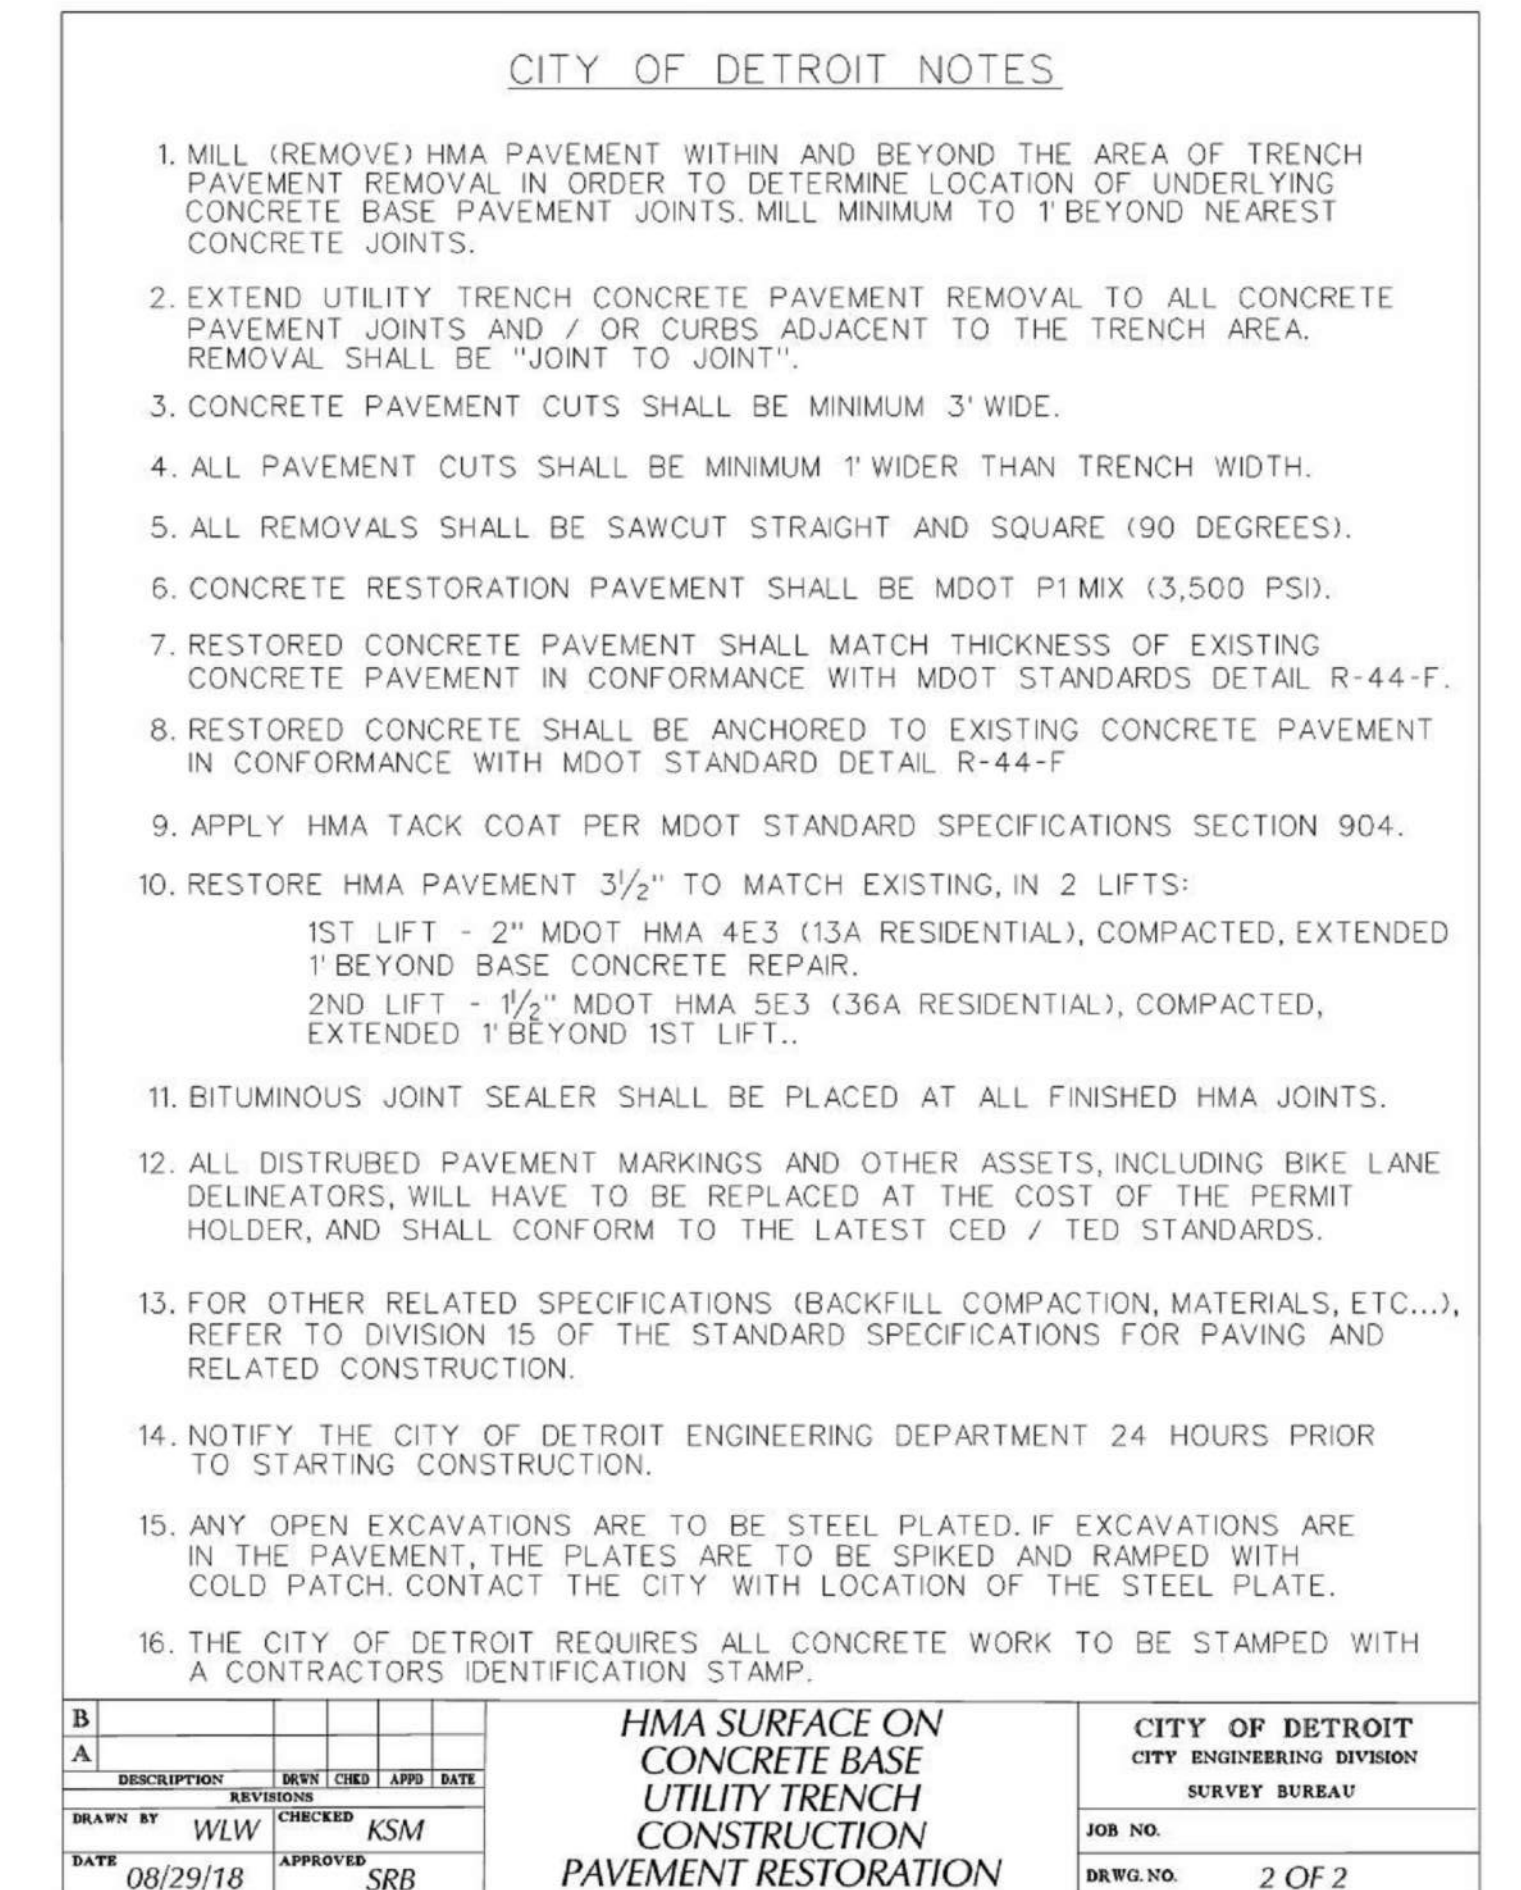 CITY OF DETROIT NOTES
1. MILL (REMOVE) HMA PAVEMENT WITHIN AND BEYOND THE AREA OF TRENCH
PAVEMENT REMOVAL IN ORDER TO DETERMINE LOCATION OF UNDERLYING
CONCRETE BASE PAVEMENT JOINTS. MILL MINIMUM TO 1' BEYOND NEAREST
CONCRETE JOINTS.
2. EXTEND UTILITY TRENCH CONCRETE PAVEMENT REMOVAL TO ALL CONCRETE
PAVEMENT JOINTS AND / OR CURBS ADJACENT TO THE TRENCH AREA.
REMOVAL SHALL BE "JOINT TO JOINT".
3. CONCRETE PAVEMENT CUTS SHALL BE MINIMUM 3' WIDE.
4. ALL PAVEMENT CUTS SHALL BE MINIMUM 1' WIDER THAN TRENCH WIDTH.
5. ALL REMOVALS SHALL BE SAWCUT STRAIGHT AND SQUARE (90 DEGREES).
6. CONCRETE RESTORATION PAVEMENT SHALL BE MDOT P1 MIX (3,500 PSI).
7. RESTORED CONCRETE PAVEMENT SHALL MATCH THICKNESS OF EXISTING
CONCRETE PAVEMENT IN CONFORMANCE WITH MDOT STANDARDS DETAIL R-44-F.
8. RESTORED CONCRETE SHALL BE ANCHORED TO EXISTING CONCRETE PAVEMENT
IN CONFORMANCE WITH MDOT STANDARD DETAIL R-44-F
9. APPLY HMA TACK COAT PER MDOT STANDARD SPECIFICATIONS SECTION 904.
10. RESTORE HMA PAVEMENT 3 1/2" TO MATCH EXISTING, IN 2 LIFTS:
1ST LIFT - 2" MDOT HMA 4E3 (13A RESIDENTIAL), COMPACTED, EXTENDED
1' BEYOND BASE CONCRETE REPAIR.
2ND LIFT - 1 1/2" MDOT HMA 5E3 (36A RESIDENTIAL), COMPACTED,
EXTENDED 1' BEYOND 1ST LIFT..
11. BITUMINOUS JOINT SEALER SHALL BE PLACED AT ALL FINISHED HMA JOINTS.
12. ALL DISTRUBED PAVEMENT MARKINGS AND OTHER ASSETS, INCLUDING BIKE LANE
DELINEATORS, WILL HAVE TO BE REPLACED AT THE COST OF THE PERMIT
HOLDER, AND SHALL CONFORM TO THE LATEST CED / TED STANDARDS.
13. FOR OTHER RELATED SPECIFICATIONS (BACKFILL COMPACTION, MATERIALS, ETC...),
REFER TO DIVISION 15 OF THE STANDARD SPECIFICATIONS FOR PAVING AND
RELATED CONSTRUCTION.
14. NOTIFY THE CITY OF DETROIT ENGINEERING DEPARTMENT 24 HOURS PRIOR
TO STARTING CONSTRUCTION.
15. ANY OPEN EXCAVATIONS ARE TO BE STEEL PLATED. IF EXCAVATIONS ARE
IN THE PAVEMENT, THE PLATES ARE TO BE SPIKED AND RAMPED WITH
COLD PATCH. CONTACT THE CITY WITH LOCATION OF THE STEEL PLATE.
16. THE CITY OF DETROIT REQUIRES ALL CONCRETE WORK TO BE STAMPED WITH
A CONTRACTORS IDENTIFICATION STAMP.
B
A
DESCRIPTION DRWN CHKD APPD DATE
REVISIONS
DRAWN BY WLW CHECKED KSM
DATE 08/29/18 APPROVED SRB
HMA SURFACE ON
CONCRETE BASE
UTILITY TRENCH
CONSTRUCTION
PAVEMENT RESTORATION
CITY OF DETROIT
CITY ENGINEERING DIVISION
SURVEY BUREAU
JOB NO.
DRWG. NO. 2 OF 2